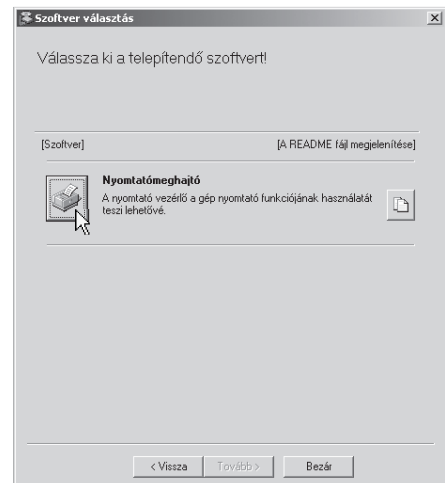 Szoftver választás
Válassza ki a telepítendő szoftvert!
[Szoftver] [A README fájl megjelenítése]
Nyomtatómeghajtó
A nyomtató vezérlő a gép nyomtató funkciójának használatát
teszi lehetővé.
< Vissza Tovább > Bezár